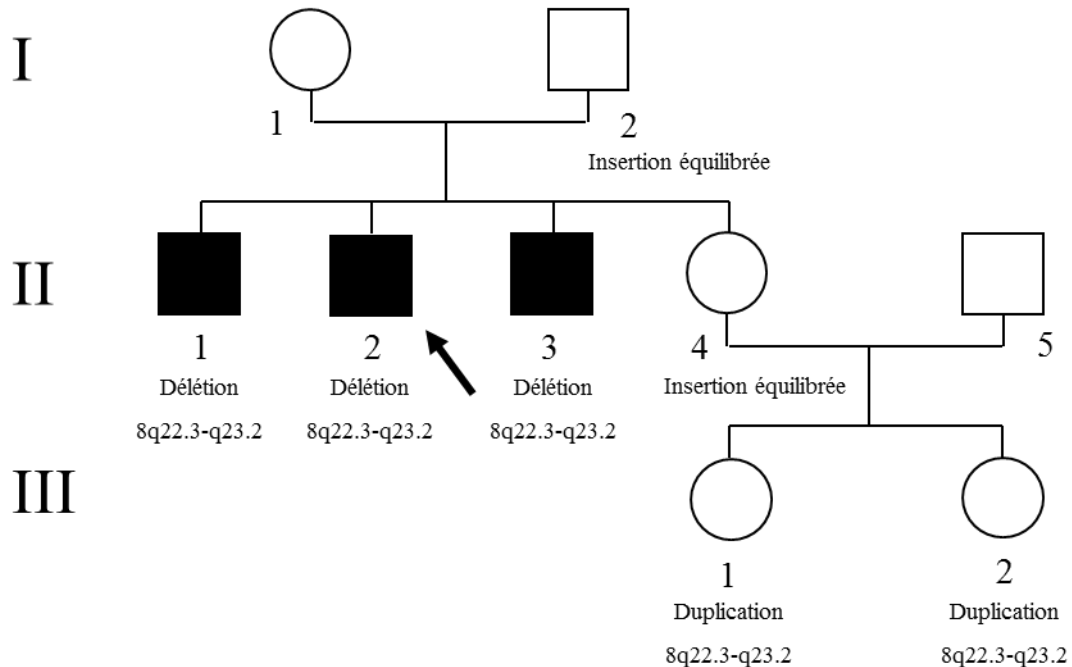 I
1
2
Insertion équilibrée
II
1
2
3
4
5
Délétion
Délétion
Délétion
Insertion équilibrée
8q22.3-q23.2
8q22.3-q23.2
8q22.3-q23.2
III
1
2
Duplication
Duplication
8q22.3-q23.2
8q22.3-q23.2